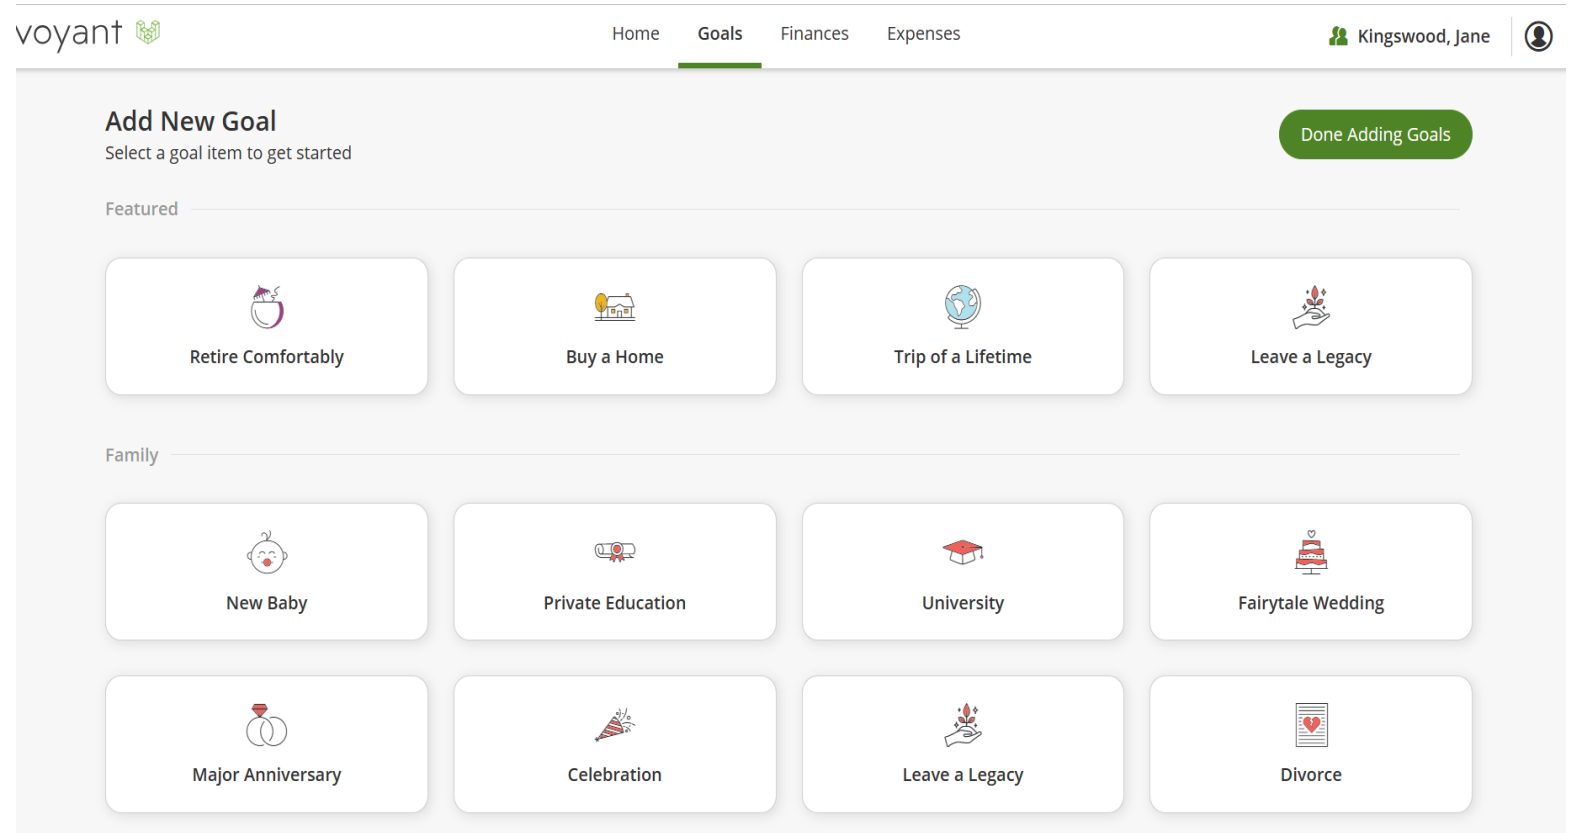 voyant
Home
Goals
Finances
Expenses
Kingswood, Jane
Add New Goal
Select a goal item to get started
Done Adding Goals
Featured
Retire Comfortably
Buy a Home
Trip of a Lifetime
Leave a Legacy
Family
New Baby
Private Education
University
Fairytale Wedding
Major Anniversary
Celebration
Leave a Legacy
Divorce